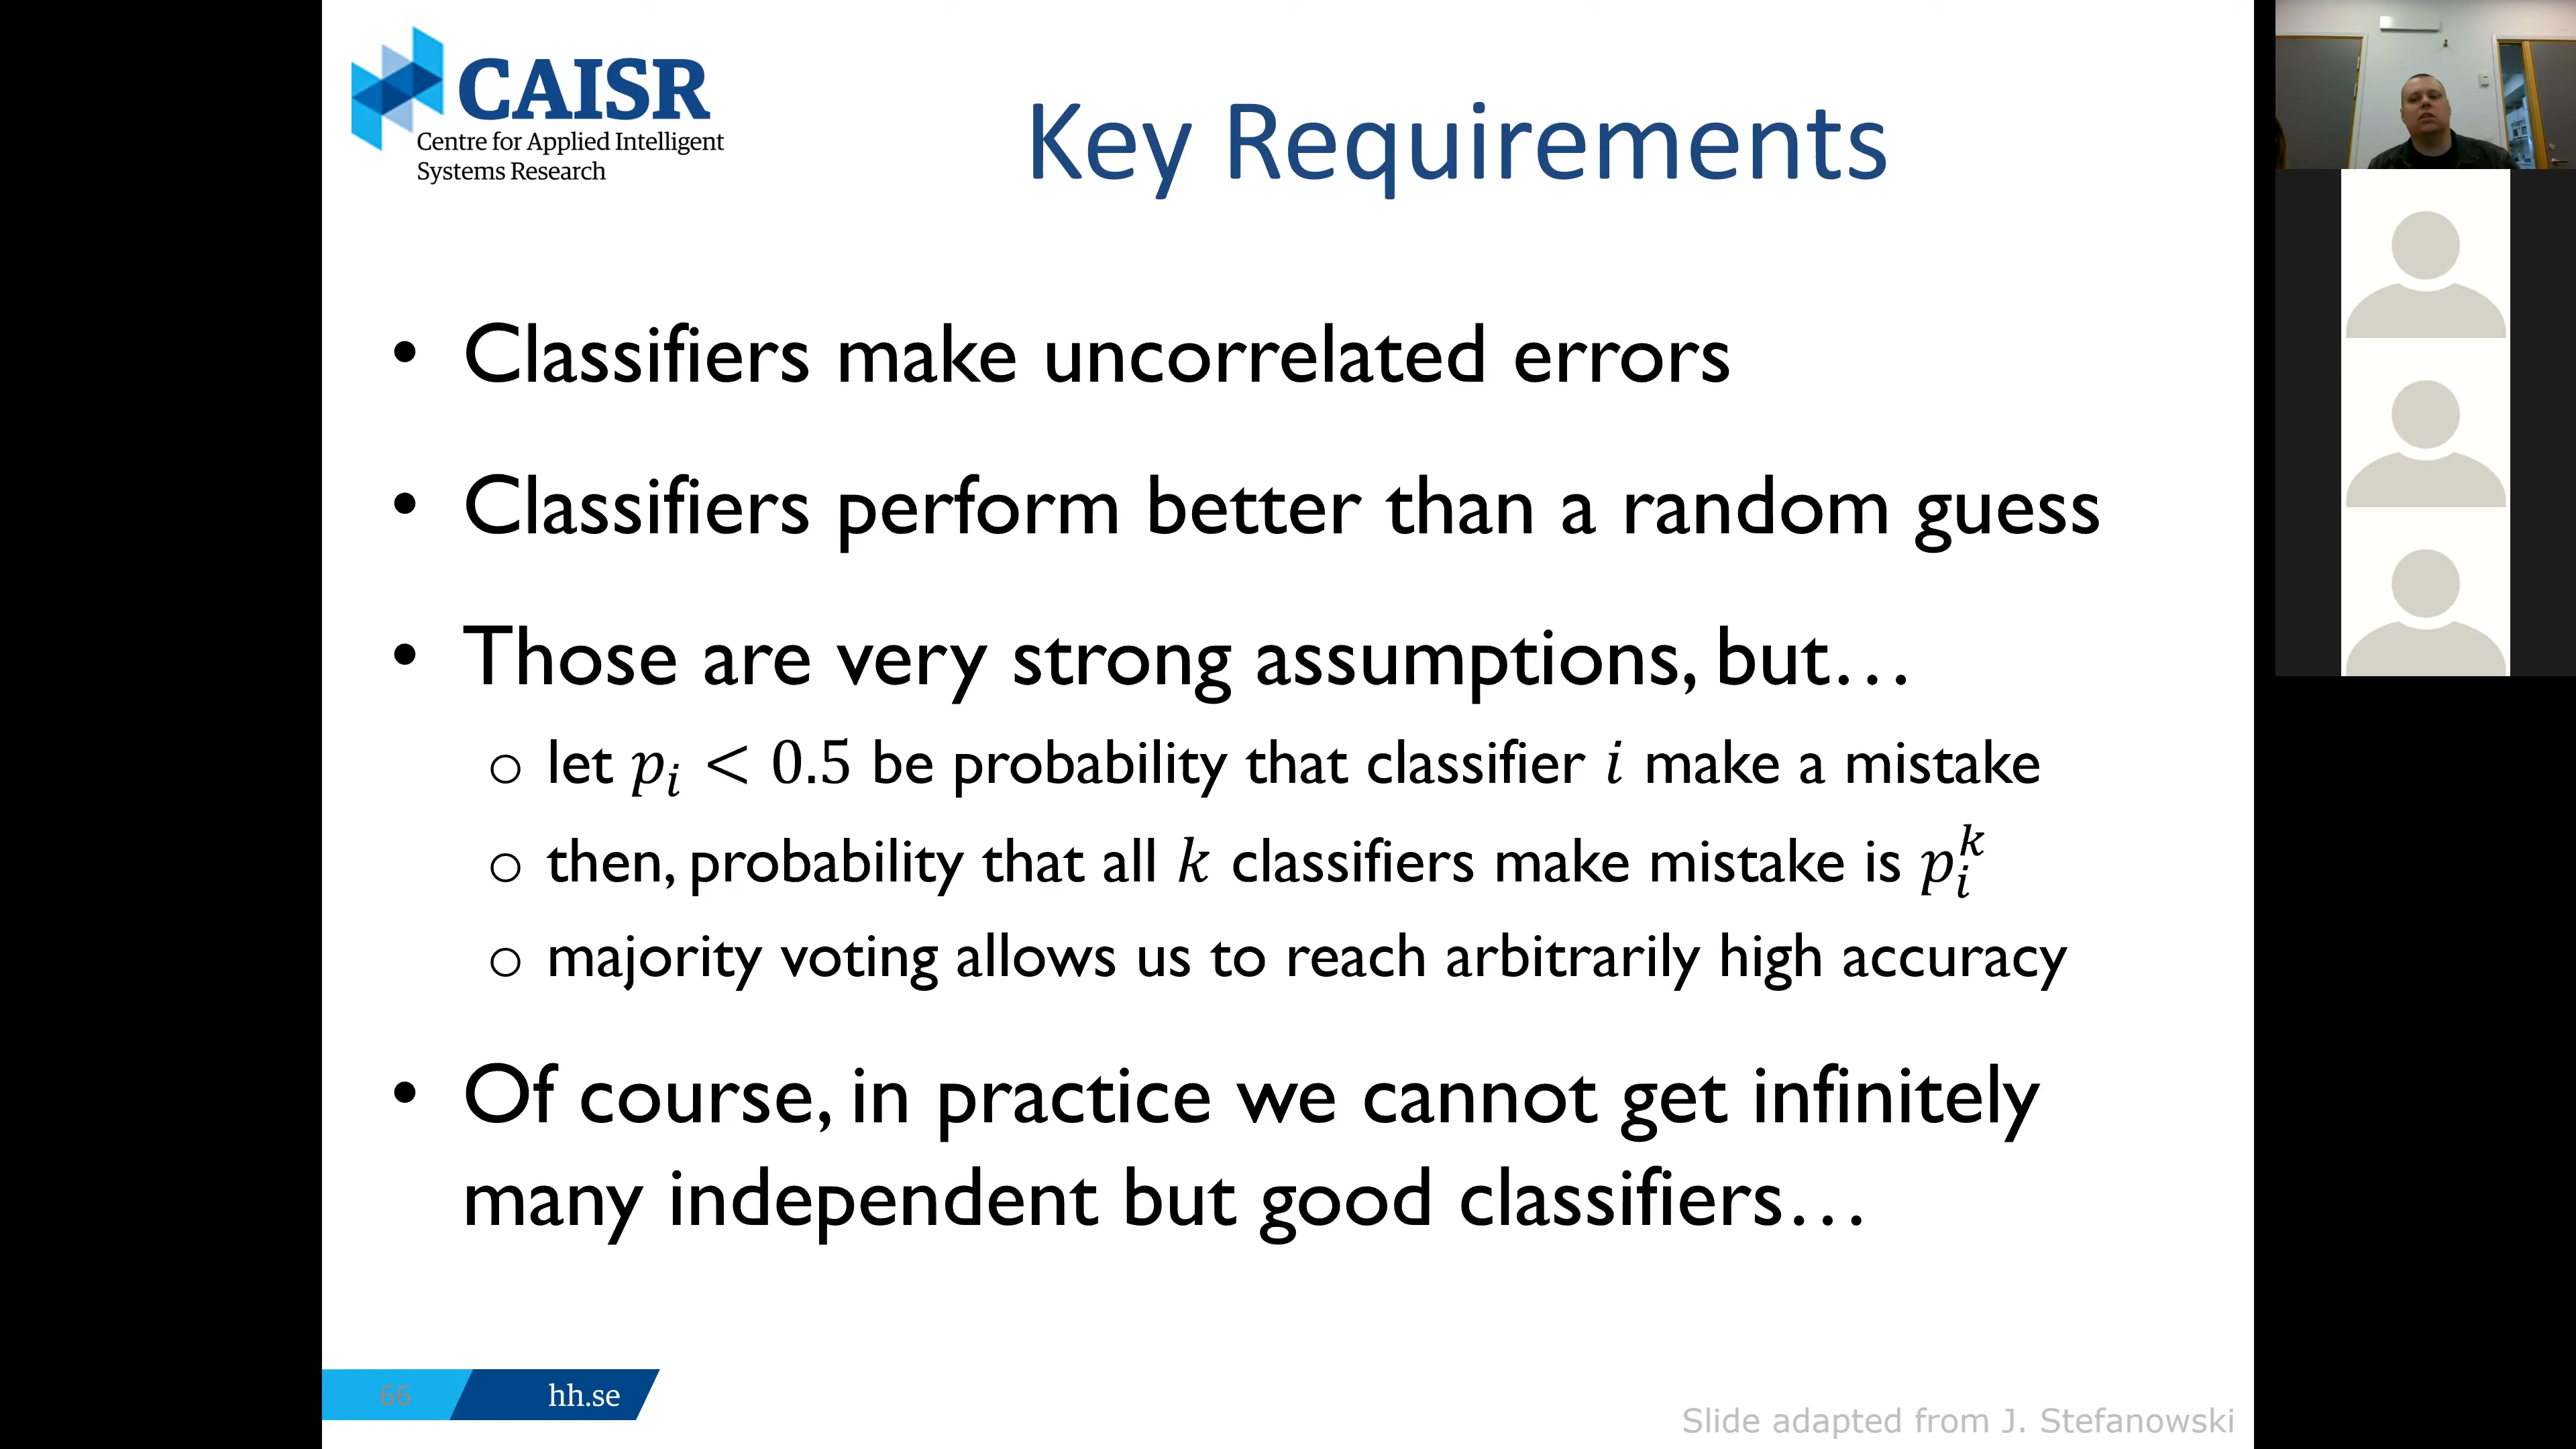 CAISR
Centre for Applied Intelligent
Systems Research
Key Requirements
• Classifiers make uncorrelated errors
• Classifiers perform better than a random guess
• Those are very strong assumptions, but…
○ let 𝑝ᵢ < 0.5 be probability that classifier 𝑖 make a mistake
○ then, probability that all 𝑘 classifiers make mistake is 𝑝ᵢᵏ
○ majority voting allows us to reach arbitrarily high accuracy
• Of course, in practice we cannot get infinitely
many independent but good classifiers…
66
hh.se
Slide adapted from J. Stefanowski